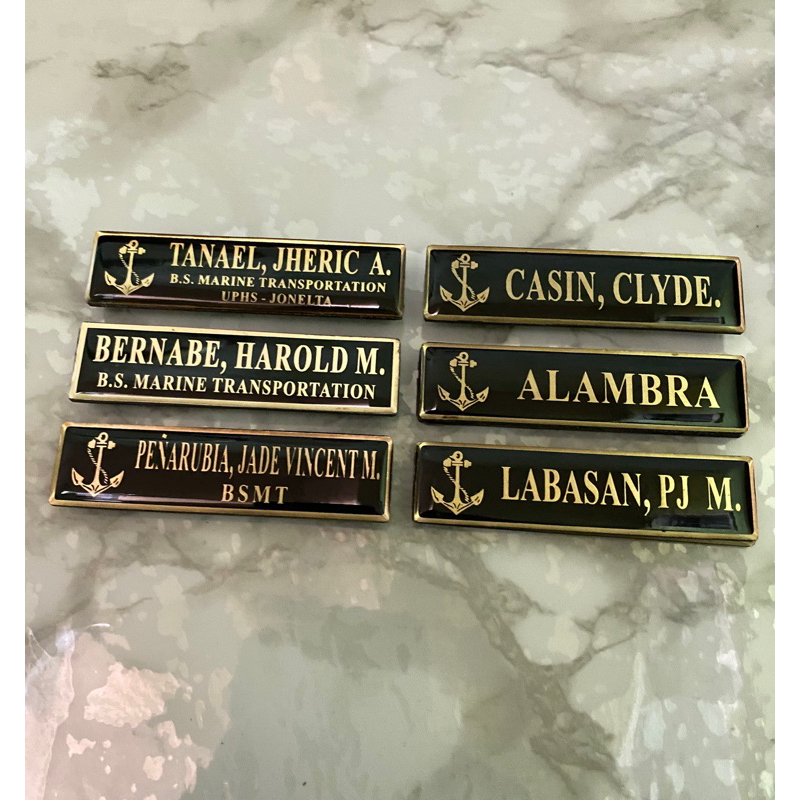 TANAEL, JHERIC A.
B.S. MARINE TRANSPORTATION
UPHS - JONELTA
BERNABE, HAROLD M.
B.S. MARINE TRANSPORTATION
PEÑARUBIA, JADE VINCENT M.
BSMT
CASIN, CLYDE.
ALAMBRA
LABASAN, PJ M.